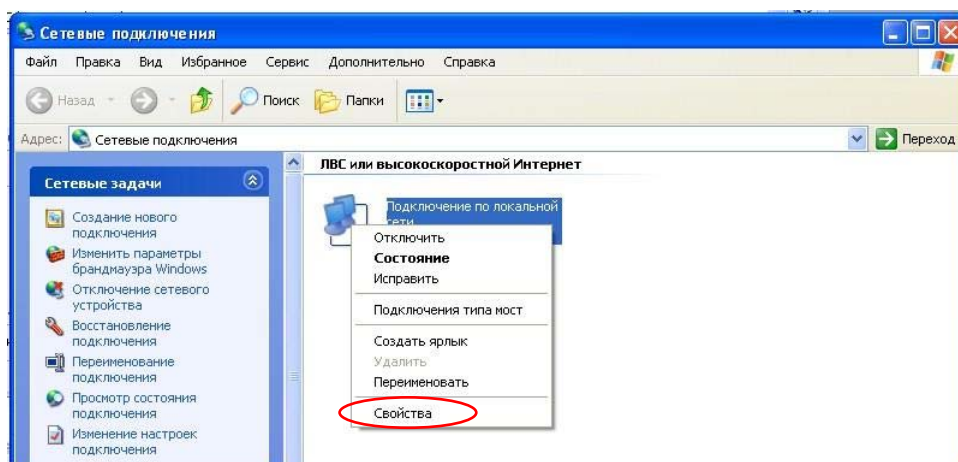 Сетевые подключения
Файл Правка Вид Избранное Сервис Дополнительно Справка
Назад Поиск Папки
Адрес: Сетевые подключения Переход
ЛВС или высокоскоростной Интернет
Сетевые задачи
Создание нового
подключения
Изменить параметры
брандмауэра Windows
Отключение сетевого
устройства
Восстановление
подключения
Переименование
подключения
Просмотр состояния
подключения
Изменение настроек
подключения
Подключение по локальной
сети
Отключить
Состояние
Исправить
Подключения типа мост
Создать ярлык
Удалить
Переименовать
Свойства